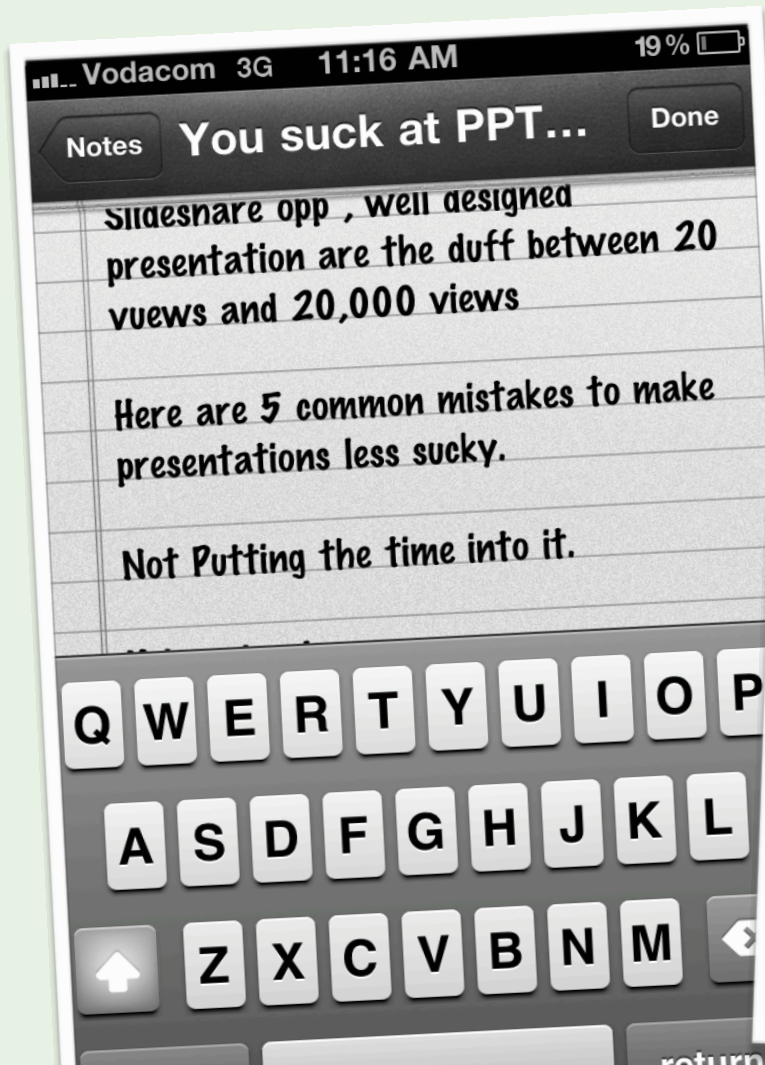 Vodacom 3G 11:16 AM 19%
Notes You suck at PPT... Done
Slideshare opp , well designed
presentation are the duff between 20
vuews and 20,000 views
Here are 5 common mistakes to make
presentations less sucky.
Not Putting the time into it.
Q W E R T Y U I O P
A S D F G H J K L
Z X C V B N M
return